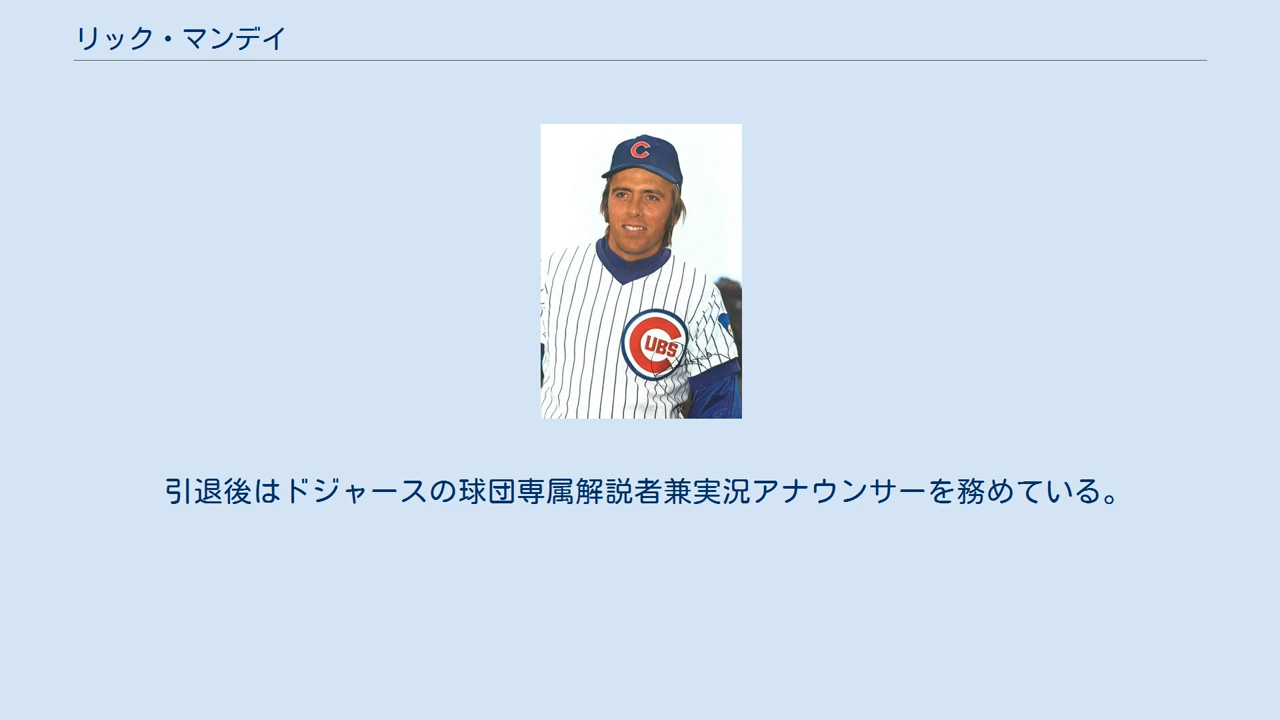 リック・マンデイ
C
CUBS
引退後はドジャースの球団専属解説者兼実況アナウンサーを務めている。